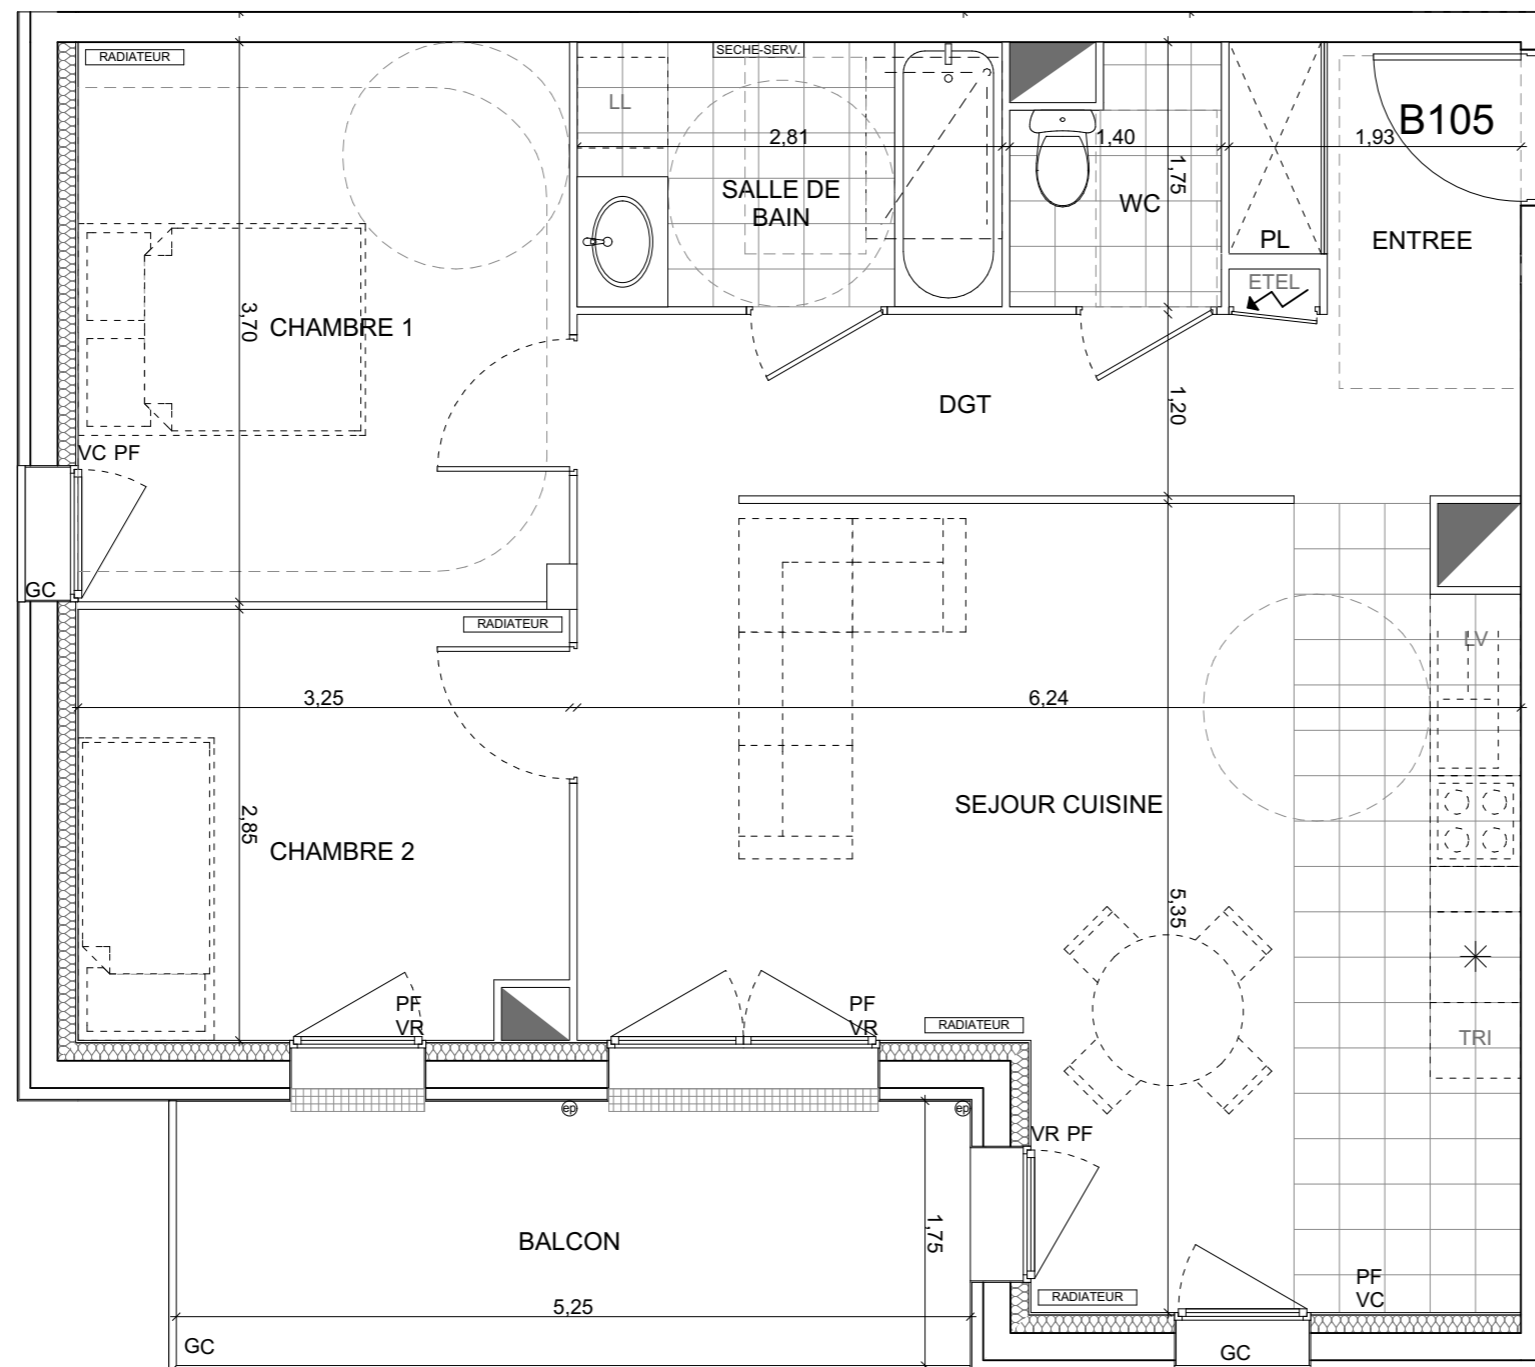 RADIATEUR
SECHE-SERV.
LL
2,81
1,40
1,93
B105
1,75
SALLE DE
BAIN
WC
PL
ENTREE
ETEL
3,70
CHAMBRE 1
DGT
1,20
VC PF
GC
RADIATEUR
LV
3,25
6,24
SEJOUR CUISINE
2,85
CHAMBRE 2
5,35
PF
VR
PF
VR
RADIATEUR
TRI
ep
ep
VR PF
BALCON
1,75
5,25
RADIATEUR
PF
VC
GC
GC